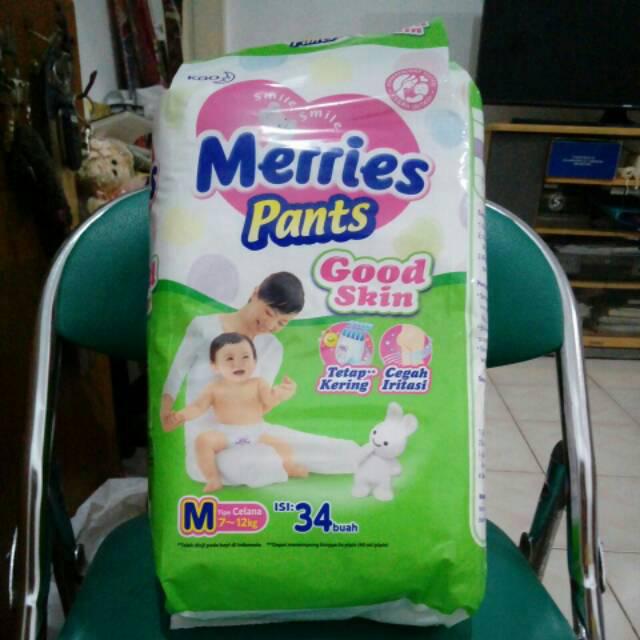 Kao
Smile Smile
Merries
Pants
Good
Skin
Tetap**
Kering
Cegah
Iritasi
M
Tipe Celana
7~12kg
ISI: 34 buah